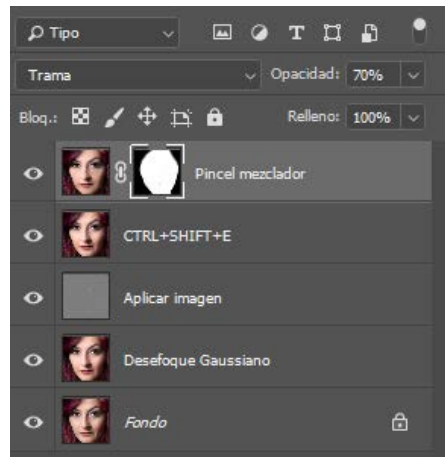 Tipo
Trama Opacidad: 70%
Bloq.: Relleno: 100%
Pincel mezclador
CTRL+SHIFT+E
Aplicar imagen
Desefoque Gaussiano
Fondo